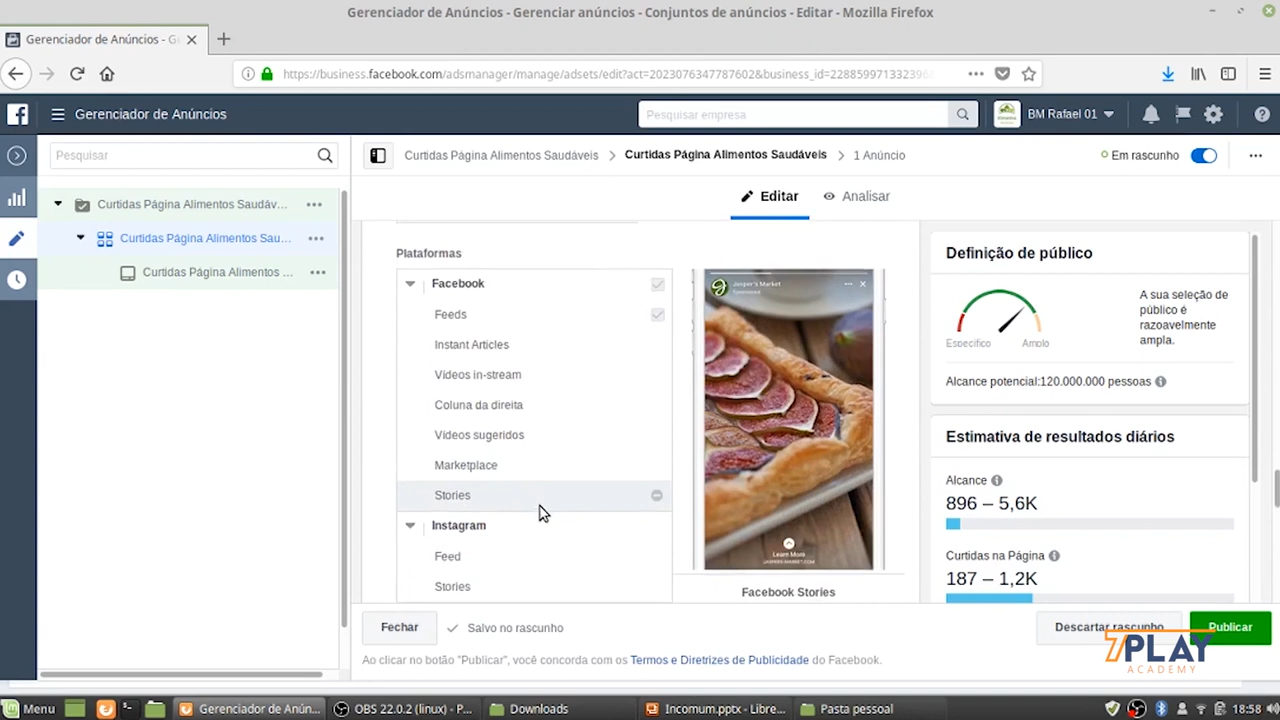 Gerenciador de Anúncios - Gerenciar anúncios - Conjuntos de anúncios - Editar - Mozilla Firefox
Gerenciador de Anúncios - G
https://business.facebook.com/adsmanager/manage/adsets/edit?act=2023076347787602&business_id=228859971332396
Gerenciador de Anúncios
Pesquisar empresa
BM Rafael 01
Pesquisar
Curtidas Página Alimentos Saudáveis
Curtidas Página Alimentos Saudáveis
1 Anúncio
Em rascunho
Editar
Analisar
Curtidas Página Alimentos Saudáv...
Curtidas Página Alimentos Sau...
Curtidas Página Alimentos ...
Plataformas
Facebook
Feeds
Instant Articles
Vídeos in-stream
Coluna da direita
Vídeos sugeridos
Marketplace
Stories
Instagram
Feed
Stories
Jasper's Market
Sponsored
Learn More
JASPERS-MARKET.COM
Facebook Stories
Definição de público
Específico
Amplo
A sua seleção de
público é
razoavelmente
ampla.
Alcance potencial:120.000.000 pessoas
Estimativa de resultados diários
Alcance
896 – 5,6K
Curtidas na Página
187 – 1,2K
Fechar
Salvo no rascunho
Descartar rascunho
Publicar
Ao clicar no botão "Publicar", você concorda com os Termos e Diretrizes de Publicidade do Facebook.
7PLAY
ACADEMY
Menu
Gerenciador de Anún...
OBS 22.0.2 (linux) - P...
Downloads
Incomum.pptx - Libre...
Pasta pessoal
18:58